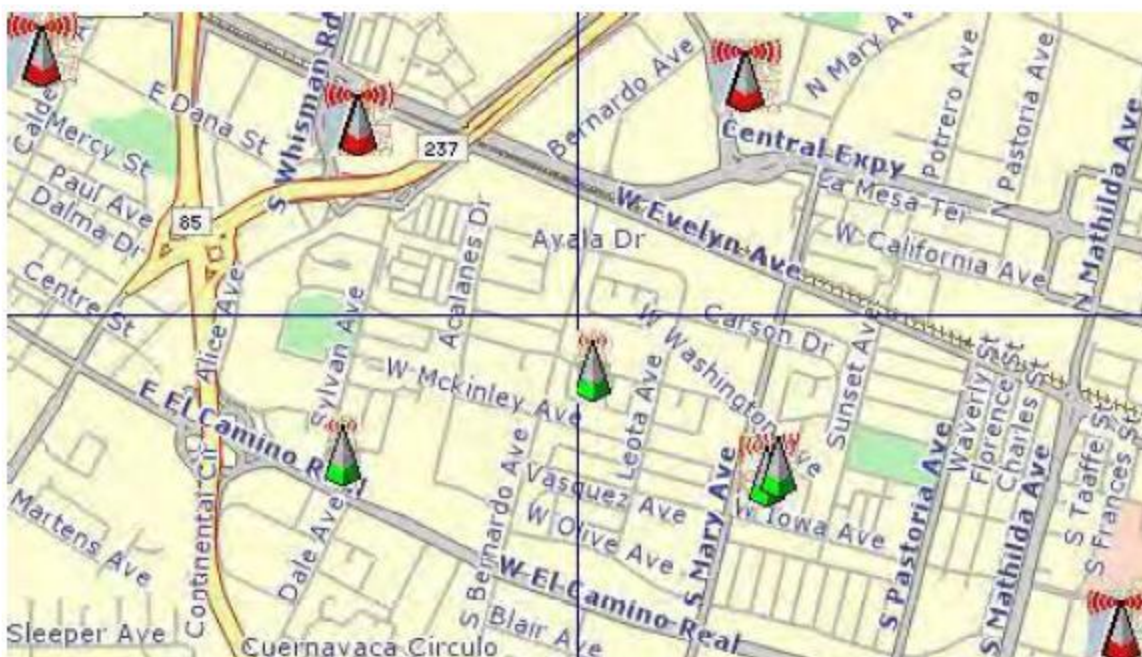 S Whisman Rd
N Mary Av
Bernardo Ave
Potrero Ave
Pastoria Ave
E Dana St
Mercy St
237
Central Expy
Paul Ave
Dalma Dr
La Mesa Ter
85
W Evelyn Ave
Acalanes Dr
Ayala Dr
W California Ave
N Mathilda Ave
Centre St
Alice Ave
Sylvan Ave
W Washington Ave
Carson Dr
Sunset Av
W Mckinley Ave
Leota Ave
Waverly St
Florence St
Charles St
E El Camino Real
S Bernardo Ave
Vasquez Ave
W Olive Ave
S Mary Ave
W Iowa Ave
S Pastoria Ave
S Mathilda Ave
S Taaffe St
S Frances St
Martens Ave
Continental Cir
Dale Ave
W El Camino Real
Blair Ave
Sleeper Ave
Cuernavaca Circulo